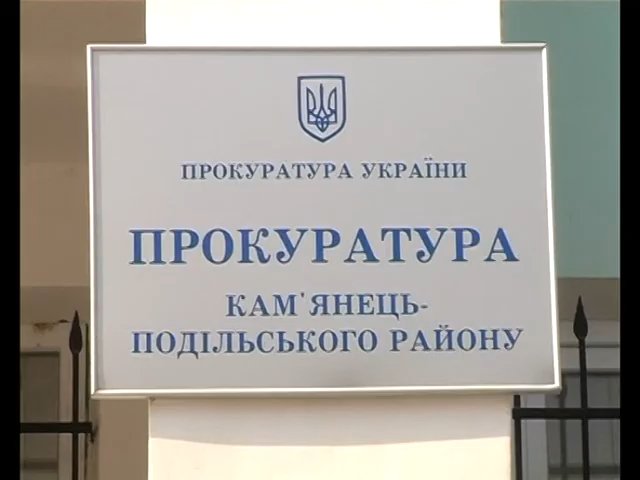 ПРОКУРАТУРА УКРАЇНИ
ПРОКУРАТУРА
КАМ'ЯНЕЦЬ-
ПОДІЛЬСЬКОГО РАЙОНУ